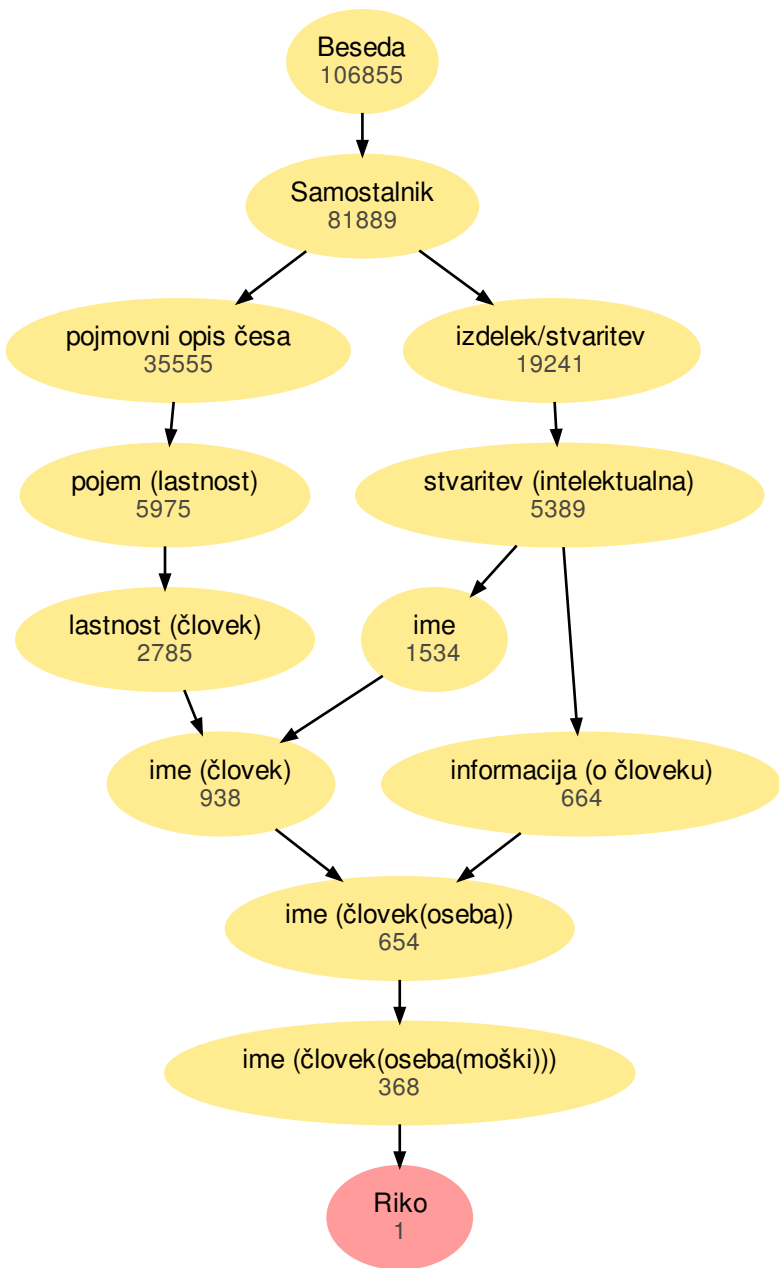 Beseda
106855
Samostalnik
81889
pojmovni opis česa
35555
izdelek/stvaritev
19241
pojem (lastnost)
5975
stvaritev (intelektualna)
5389
lastnost (človek)
2785
ime
1534
ime (človek)
938
informacija (o človeku)
664
ime (človek(oseba))
654
ime (človek(oseba(moški)))
368
Riko
1